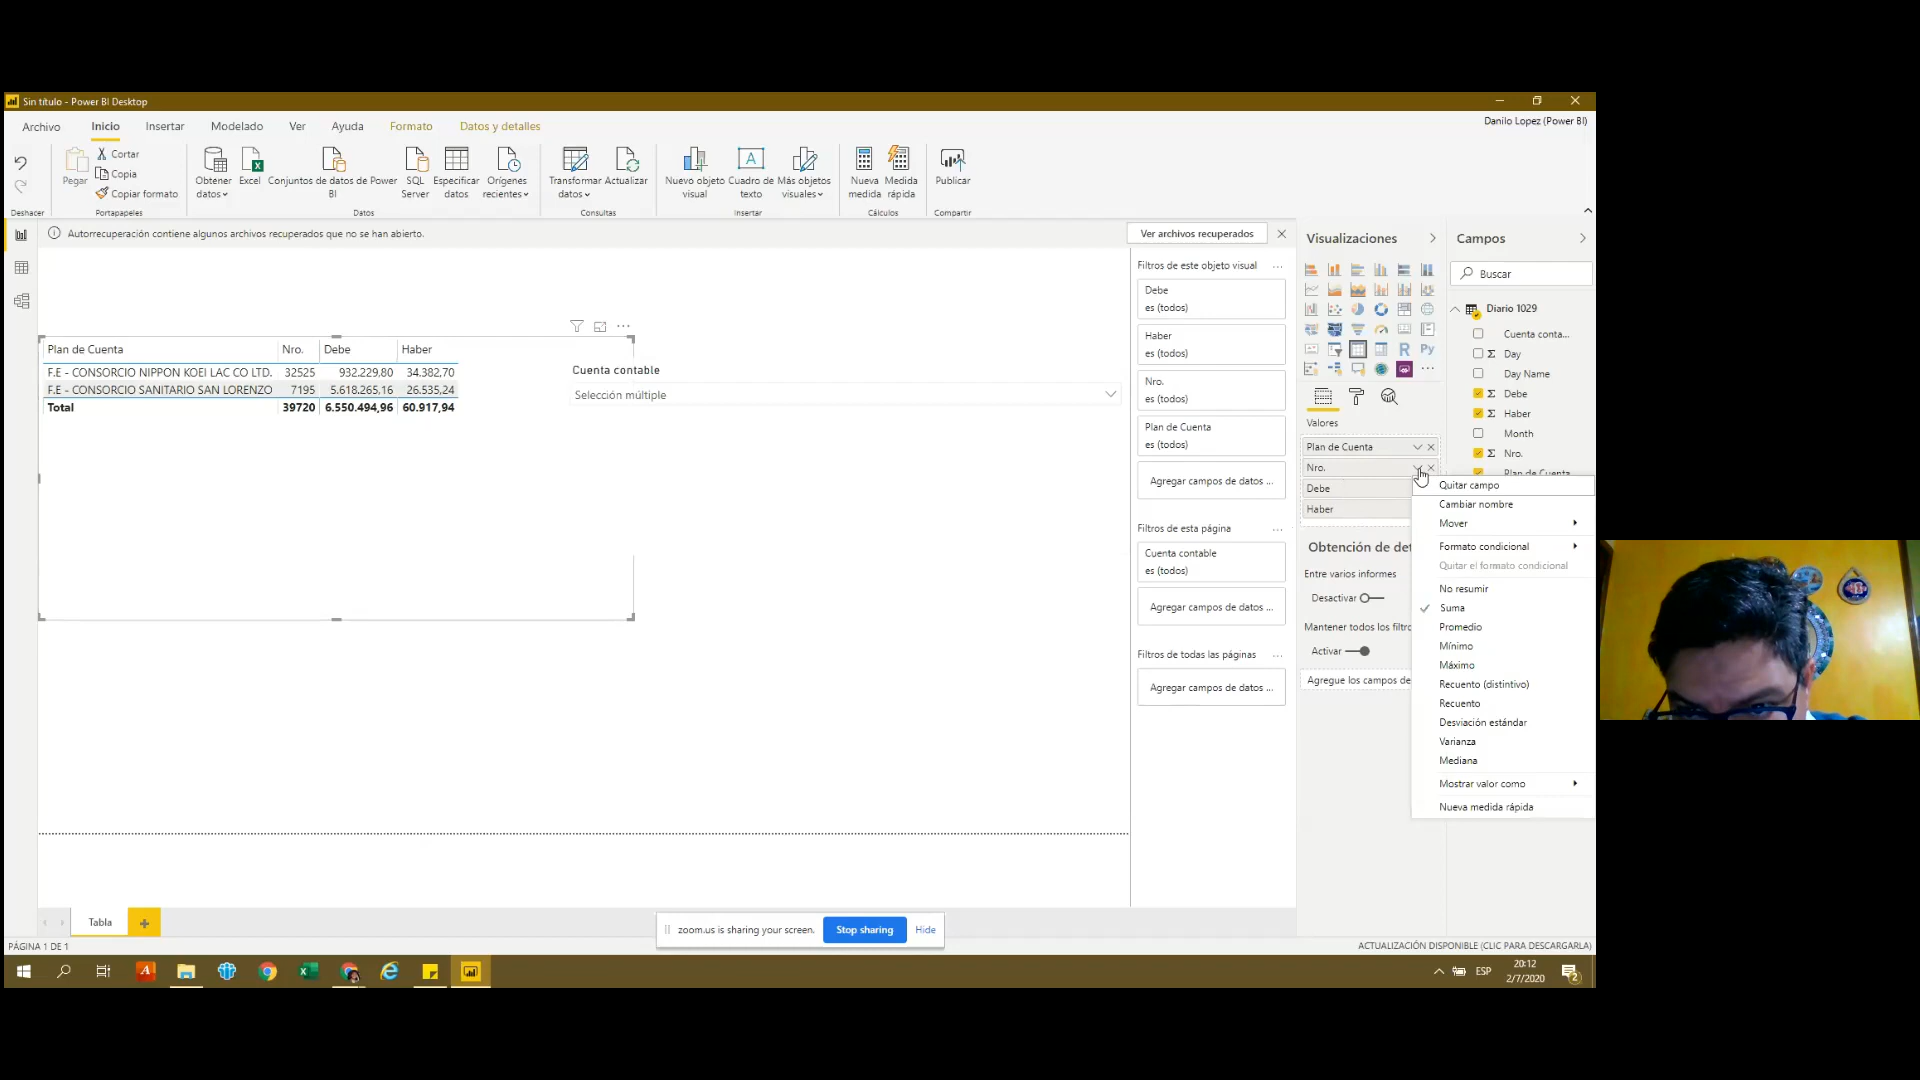 Sin título - Power BI Desktop
Danilo Lopez (Power BI)
Archivo Inicio Insertar Modelado Ver Ayuda Formato Datos y detalles
Pegar
Cortar
Copia
Copiar formato
Obtener datos
Excel
Conjuntos de datos de Power BI
SQL Server
Especificar datos
Orígenes recientes
Transformar datos
Actualizar
Nuevo objeto visual
A
Cuadro de texto
Más objetos visuales
Nueva medida
Medida rápida
Publicar
Deshacer Portapapeles Datos Consultas Insertar Cálculos Compartir
Autorrecuperación contiene algunos archivos recuperados que no se han abierto.
Ver archivos recuperados
Plan de Cuenta Nro. Debe Haber
F.E - CONSORCIO NIPPON KOEI LAC CO LTD. 32525 932.229,80 34.382,70
F.E - CONSORCIO SANITARIO SAN LORENZO 7195 5.618.265,16 26.535,24
Total 39720 6.550.494,96 60.917,94
Cuenta contable
Selección múltiple
Filtros de este objeto visual
Debe
es (todos)
Haber
es (todos)
Nro.
es (todos)
Plan de Cuenta
es (todos)
Agregar campos de datos ...
Filtros de esta página
Cuenta contable
es (todos)
Agregar campos de datos ...
Filtros de todas las páginas
Agregar campos de datos ...
Visualizaciones
R Py
Valores
Plan de Cuenta
Nro.
Debe
Haber
Obtención de det
Entre varios informes
Desactivar
Mantener todos los filtro
Activar
Agregue los campos de
Campos
Buscar
Diario 1029
Cuenta conta...
Σ Day
Day Name
Σ Debe
Σ Haber
Month
Σ Nro.
Plan de Cuenta
Quitar campo
Cambiar nombre
Mover
Formato condicional
Quitar el formato condicional
No resumir
Suma
Promedio
Mínimo
Máximo
Recuento (distintivo)
Recuento
Desviación estándar
Varianza
Mediana
Mostrar valor como
Nueva medida rápida
Tabla
zoom.us is sharing your screen. Stop sharing Hide
PÁGINA 1 DE 1
ACTUALIZACIÓN DISPONIBLE (CLIC PARA DESCARGARLA)
ESP
20:12
2/7/2020
2